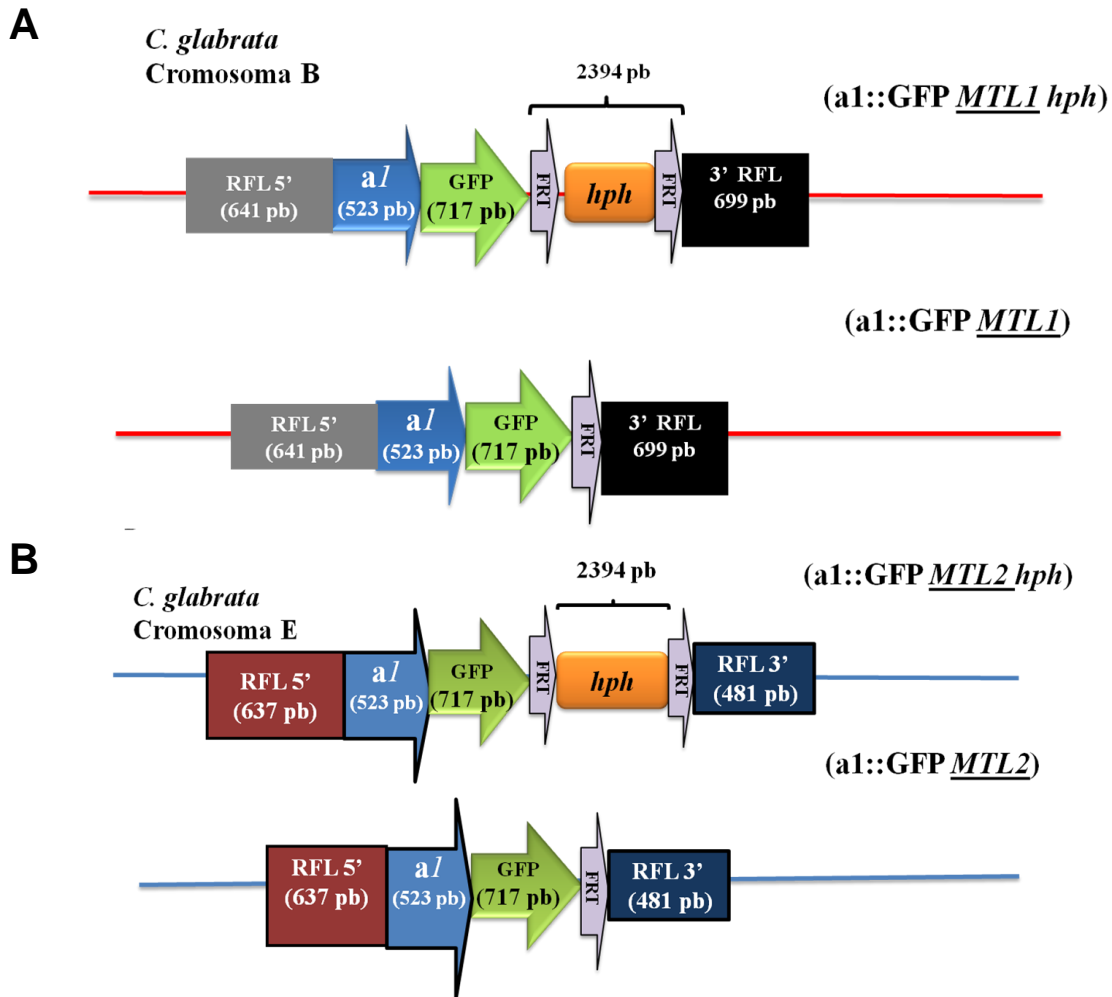 A
C. glabrata
Cromosoma B
2394 pb
(a1::GFP MTL1 hph)
RFL 5'
(641 pb)
a1
(523 pb)
GFP
(717 pb)
FRT
hph
FRT
3' RFL
699 pb
(a1::GFP MTL1)
RFL 5'
(641 pb)
a1
(523 pb)
GFP
(717 pb)
FRT
3' RFL
699 pb
B
C. glabrata
Cromosoma E
2394 pb
(a1::GFP MTL2 hph)
RFL 5'
(637 pb)
a1
(523 pb)
GFP
(717 pb)
FRT
hph
FRT
RFL 3'
(481 pb)
(a1::GFP MTL2)
RFL 5'
(637 pb)
a1
(523 pb)
GFP
(717 pb)
FRT
RFL 3'
(481 pb)